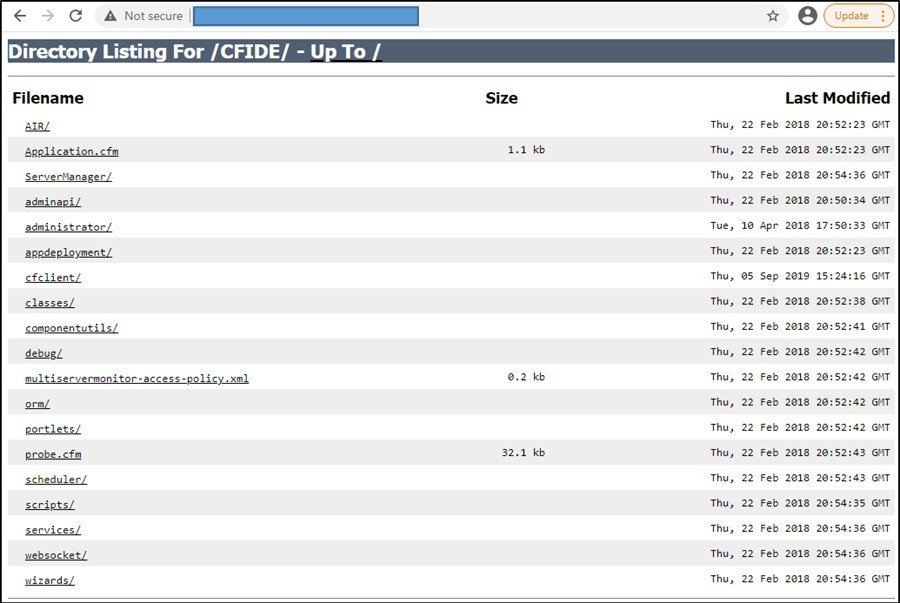 Not secure
Update
Directory Listing For /CFIDE/ - Up To /
Filename Size Last Modified
AIR/ Thu, 22 Feb 2018 20:52:23 GMT
Application.cfm 1.1 kb Thu, 22 Feb 2018 20:52:23 GMT
ServerManager/ Thu, 22 Feb 2018 20:54:36 GMT
adminapi/ Thu, 22 Feb 2018 20:50:34 GMT
administrator/ Tue, 10 Apr 2018 17:50:33 GMT
appdeployment/ Thu, 22 Feb 2018 20:52:23 GMT
cfclient/ Thu, 05 Sep 2019 15:24:16 GMT
classes/ Thu, 22 Feb 2018 20:52:38 GMT
componentutils/ Thu, 22 Feb 2018 20:52:41 GMT
debug/ Thu, 22 Feb 2018 20:52:42 GMT
multiservermonitor-access-policy.xml 0.2 kb Thu, 22 Feb 2018 20:52:42 GMT
orm/ Thu, 22 Feb 2018 20:52:42 GMT
portlets/ Thu, 22 Feb 2018 20:52:42 GMT
probe.cfm 32.1 kb Thu, 22 Feb 2018 20:52:43 GMT
scheduler/ Thu, 22 Feb 2018 20:52:43 GMT
scripts/ Thu, 22 Feb 2018 20:54:35 GMT
services/ Thu, 22 Feb 2018 20:54:36 GMT
websocket/ Thu, 22 Feb 2018 20:54:36 GMT
wizards/ Thu, 22 Feb 2018 20:54:36 GMT